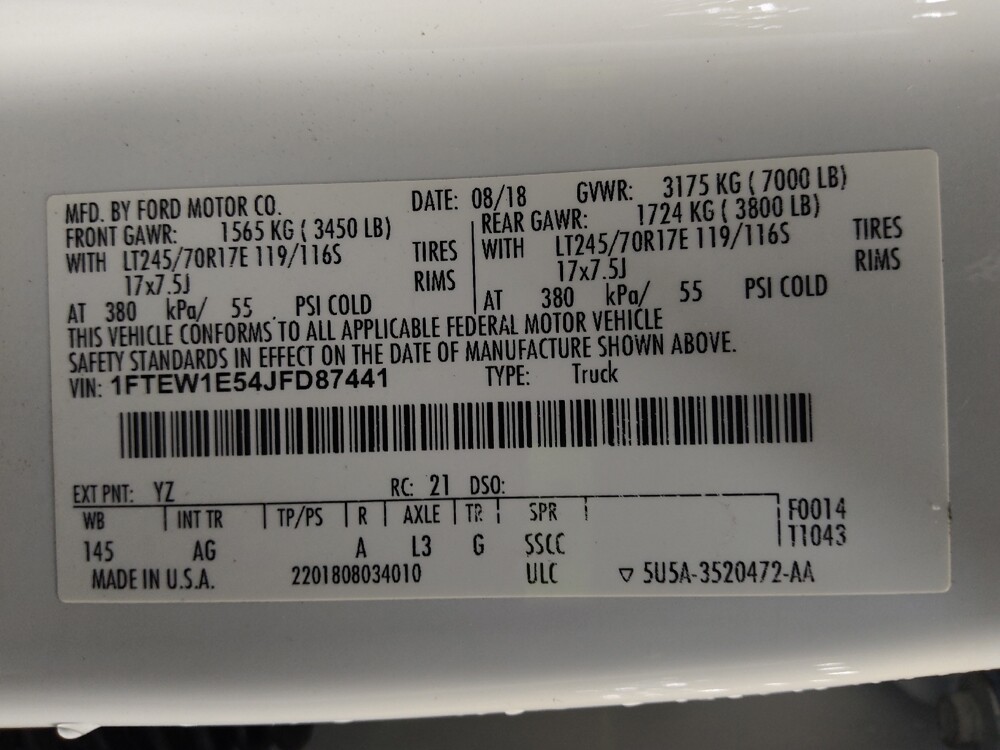 MFD. BY FORD MOTOR CO. DATE: 08/18 GVWR: 3175 KG ( 7000 LB)
FRONT GAWR: 1565 KG ( 3450 LB) REAR GAWR: 1724 KG ( 3800 LB)
WITH LT245/70R17E 119/116S TIRES WITH LT245/70R17E 119/116S TIRES
17x7.5J RIMS 17x7.5J RIMS
AT 380 kPa/ 55 PSI COLD AT 380 kPa/ 55 PSI COLD
THIS VEHICLE CONFORMS TO ALL APPLICABLE FEDERAL MOTOR VEHICLE
SAFETY STANDARDS IN EFFECT ON THE DATE OF MANUFACTURE SHOWN ABOVE.
VIN: 1FTEW1E54JFD87441 TYPE: Truck
EXT PNT: YZ RC: 21 DSO:
WB INT TR TP/PS R AXLE TR SPR F0014
145 AG A L3 G SSCC T1043
MADE IN U.S.A. 2201808034010 ULC ▽ 5U5A-3520472-AA